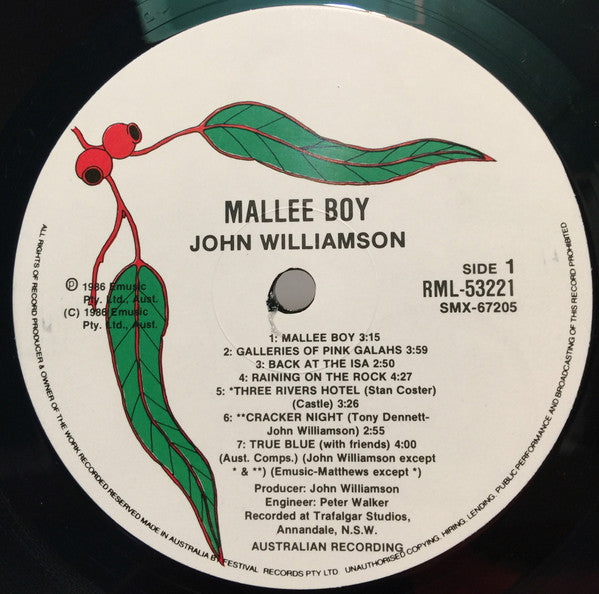 MALLEE BOY
JOHN WILLIAMSON
SIDE 1
RML-53221
SMX-67205
Ⓟ 1986 Emusic
Pty. Ltd., Aust.
(C) 1986 Emusic
Pty. Ltd., Aust.
1: MALLEE BOY 3:15
2: GALLERIES OF PINK GALAHS 3:59
3: BACK AT THE ISA 2:50
4: RAINING ON THE ROCK 4:27
5: *THREE RIVERS HOTEL (Stan Coster)
(Castle) 3:26
6: **CRACKER NIGHT (Tony Dennett-
John Williamson) 2:55
7: TRUE BLUE (with friends) 4:00
(Aust. Comps.) (John Williamson except
* & **) (Emusic-Matthews except *)
Producer: John Williamson
Engineer: Peter Walker
Recorded at Trafalgar Studios,
Annandale, N.S.W.
AUSTRALIAN RECORDING
ALL RIGHTS OF RECORD PRODUCER & OWNER OF THE WORK RECORDED RESERVED MADE IN AUSTRALIA BY FESTIVAL RECORDS PTY LTD. UNAUTHORISED COPYING, HIRING, LENDING, PUBLIC PERFORMANCE AND BROADCASTING OF THIS RECORD PROHIBITED